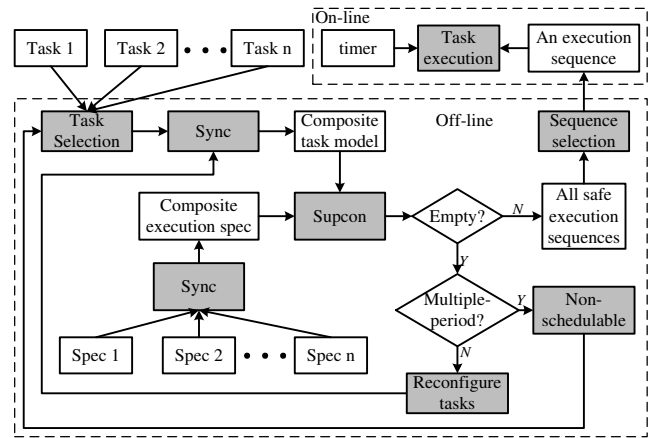 On-line
Task 1
Task 2
Task n
timer
Task
execution
An execution
sequence
Off-line
Task
Selection
Sync
Composite
task model
Sequence
selection
Composite
execution spec
Supcon
Empty?
N
All safe
execution
sequences
Y
Sync
Multiple-
period?
Y
Non-
schedulable
Spec 1
Spec 2
Spec n
N
Reconfigure
tasks